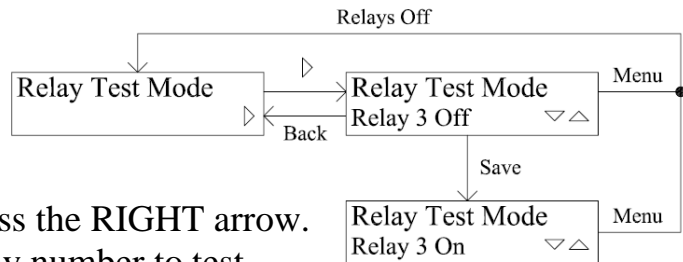 Relays Off
Relay Test Mode
Relay Test Mode
Relay 3 Off
Menu
Back
Save
ss the RIGHT arrow.
y number to test
Relay Test Mode
Relay 3 On
Menu